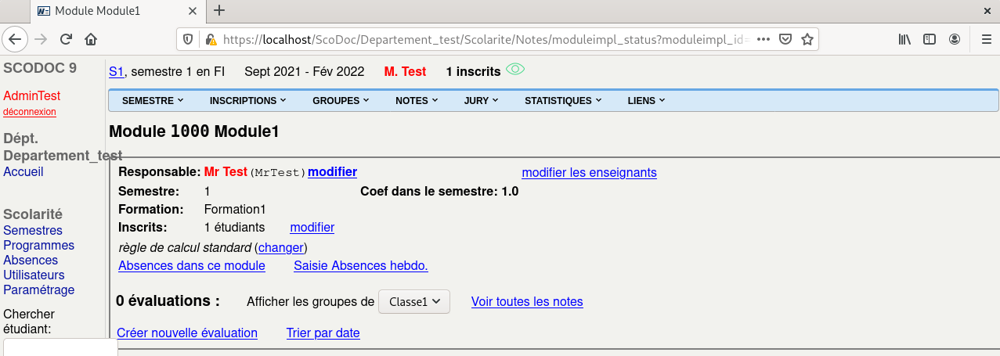 Module Module1
https://localhost/ScoDoc/Departement_test/Scolarite/Notes/moduleimpl_status?moduleimpl_id=
SCODOC 9
AdminTest
déconnexion
Dépt.
Departement_test
Accueil
Scolarité
Semestres
Programmes
Absences
Utilisateurs
Paramétrage
Chercher
étudiant:
S1, semestre 1 en FI Sept 2021 - Fév 2022 M. Test 1 inscrits
SEMESTRE INSCRIPTIONS GROUPES NOTES JURY STATISTIQUES LIENS
Module 1000 Module1
Responsable: Mr Test (MrTest) modifier modifier les enseignants
Semestre: 1 Coef dans le semestre: 1.0
Formation: Formation1
Inscrits: 1 étudiants modifier
règle de calcul standard (changer)
Absences dans ce module Saisie Absences hebdo.
0 évaluations : Afficher les groupes de Classe1 Voir toutes les notes
Créer nouvelle évaluation Trier par date